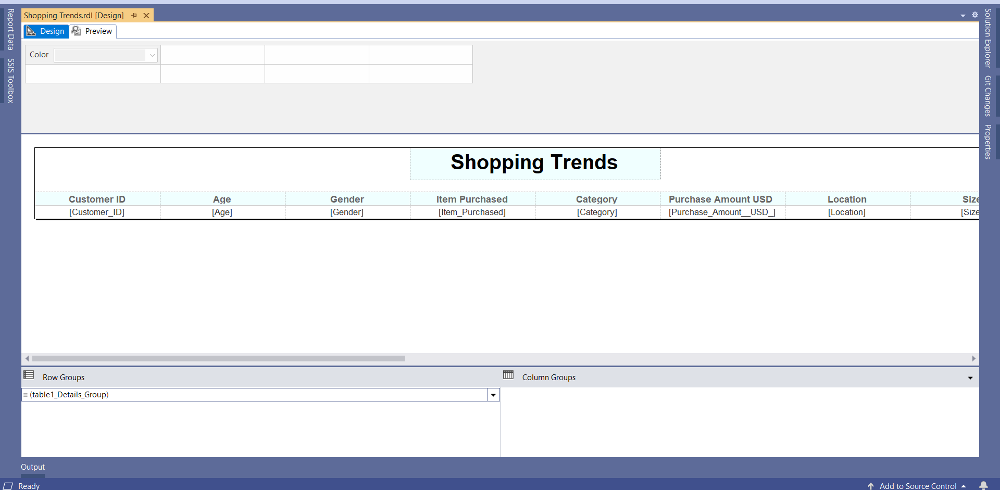 Shopping Trends.rdl [Design]
Design
Preview
Report Data
SSIS Toolbox
Solution Explorer
Git Changes
Properties
Color
Shopping Trends
Customer ID Age Gender Item Purchased Category Purchase Amount USD Location Size
[Customer_ID] [Age] [Gender] [Item_Purchased] [Category] [Purchase_Amount__USD_] [Location] [Size
Row Groups
Column Groups
(table1_Details_Group)
Output
Ready
Add to Source Control